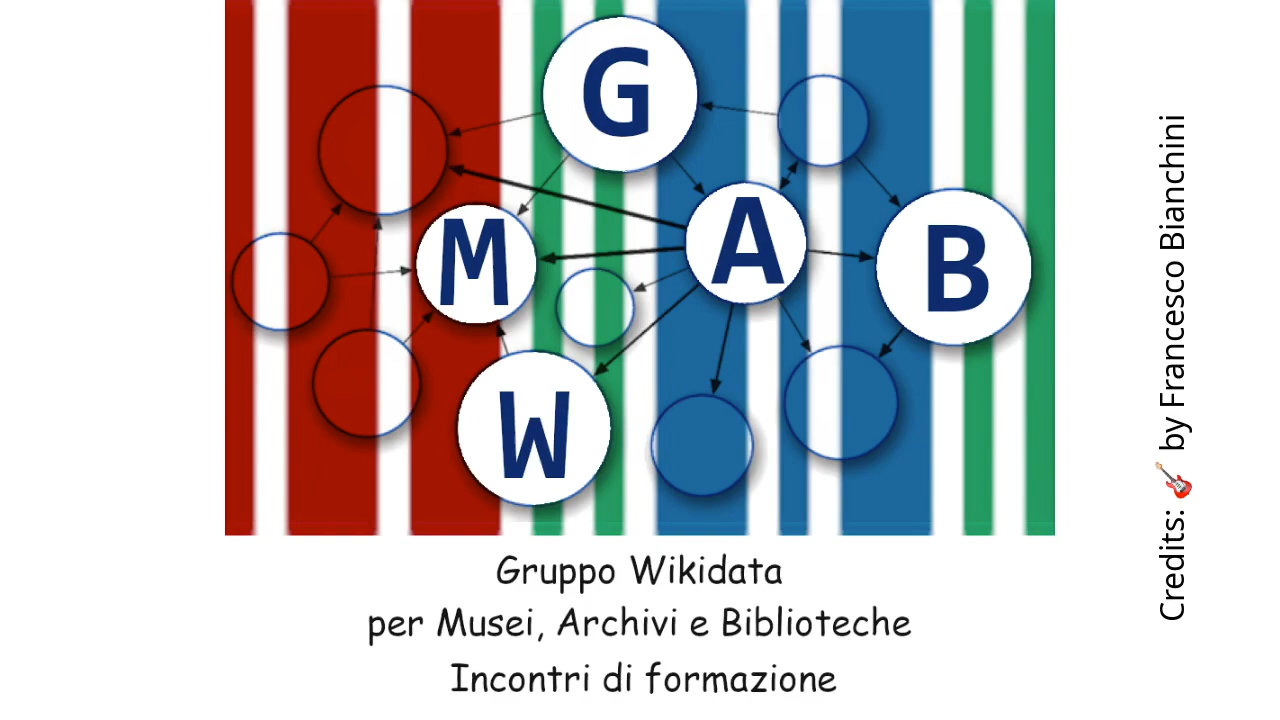 G
A
B
M
W
Gruppo Wikidata
per Musei, Archivi e Biblioteche
Incontri di formazione
Credits: 🎸 by Francesco Bianchini